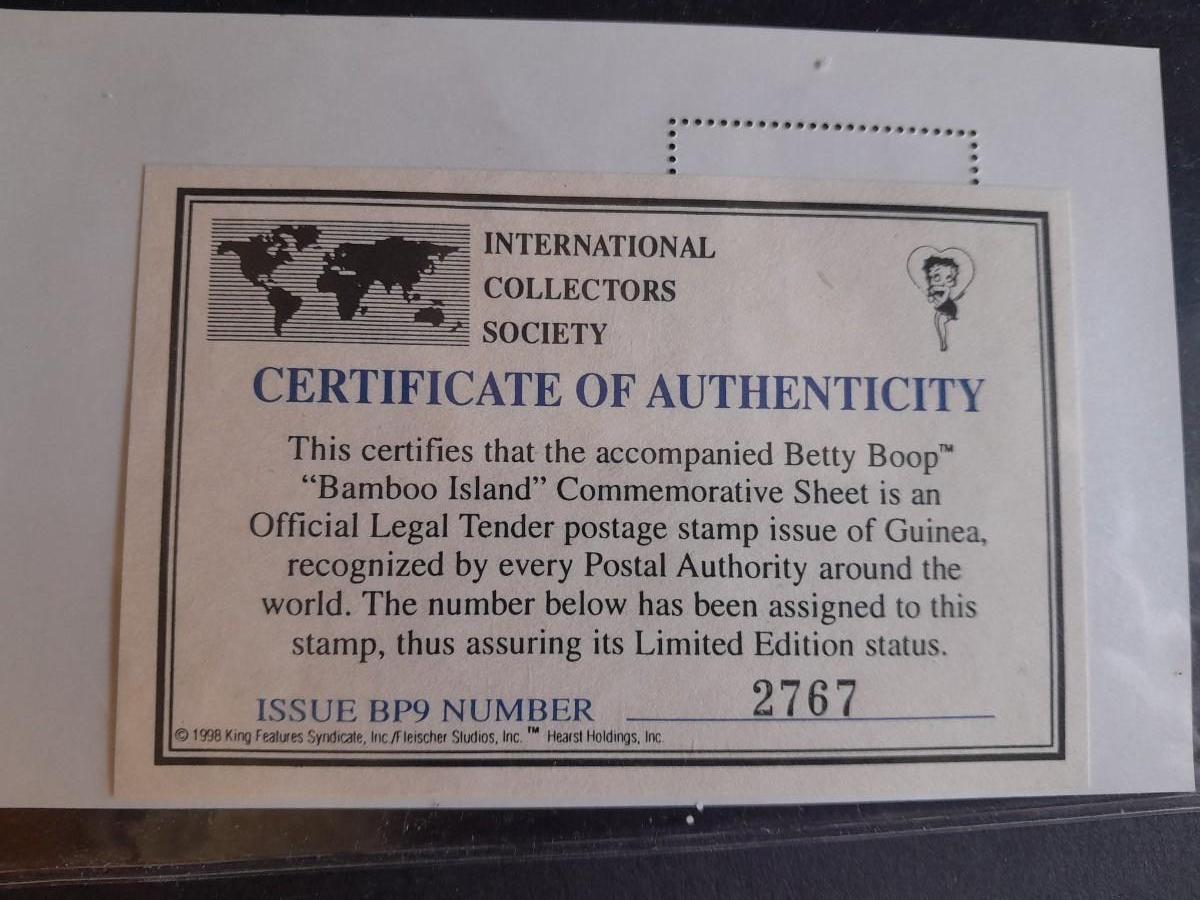 INTERNATIONAL
COLLECTORS
SOCIETY
CERTIFICATE OF AUTHENTICITY
This certifies that the accompanied Betty Boop™
“Bamboo Island” Commemorative Sheet is an
Official Legal Tender postage stamp issue of Guinea,
recognized by every Postal Authority around the
world. The number below has been assigned to this
stamp, thus assuring its Limited Edition status.
ISSUE BP9 NUMBER 2767
© 1998 King Features Syndicate, Inc./Fleischer Studios, Inc. ™ Hearst Holdings, Inc.